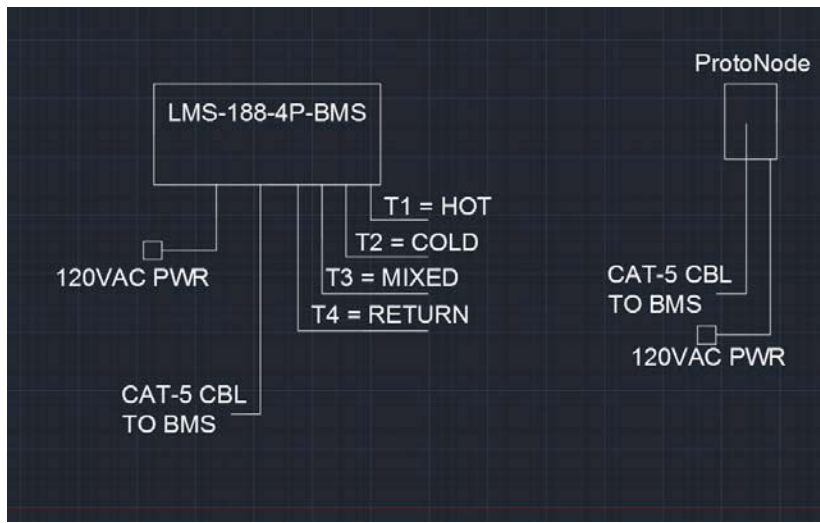 ProtoNode
LMS-188-4P-BMS
T1 = HOT
T2 = COLD
120VAC PWR
T3 = MIXED
T4 = RETURN
CAT-5 CBL
TO BMS
CAT-5 CBL
TO BMS
120VAC PWR